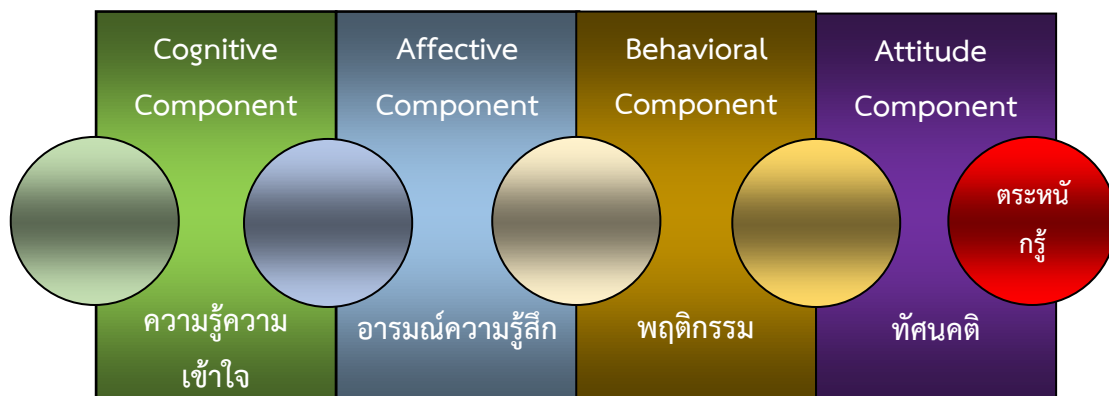 Cognitive
Component
Affective
Component
Behavioral
Component
Attitude
Component
ตระหนั
กรู้
ความรู้ความ
เข้าใจ
อารมณ์ความรู้สึก
พฤติกรรม
ทัศนคติ